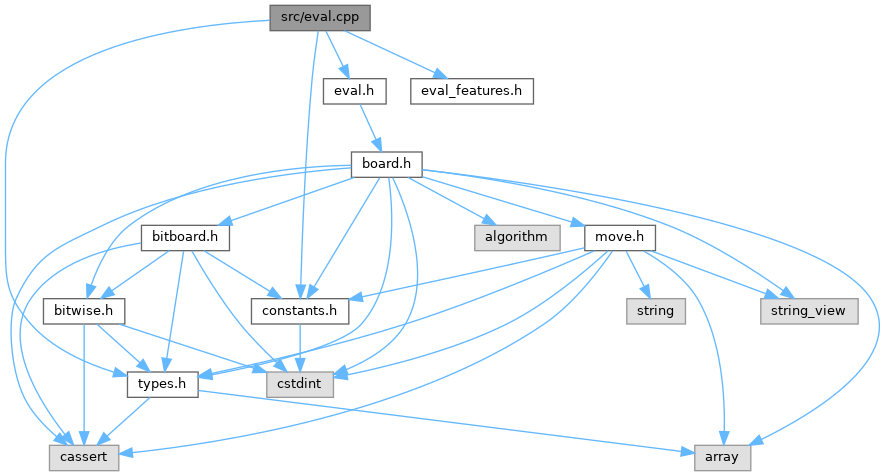 src/eval.cpp
eval.h
eval_features.h
board.h
bitboard.h
algorithm
move.h
bitwise.h
constants.h
string
string_view
types.h
cstdint
cassert
array